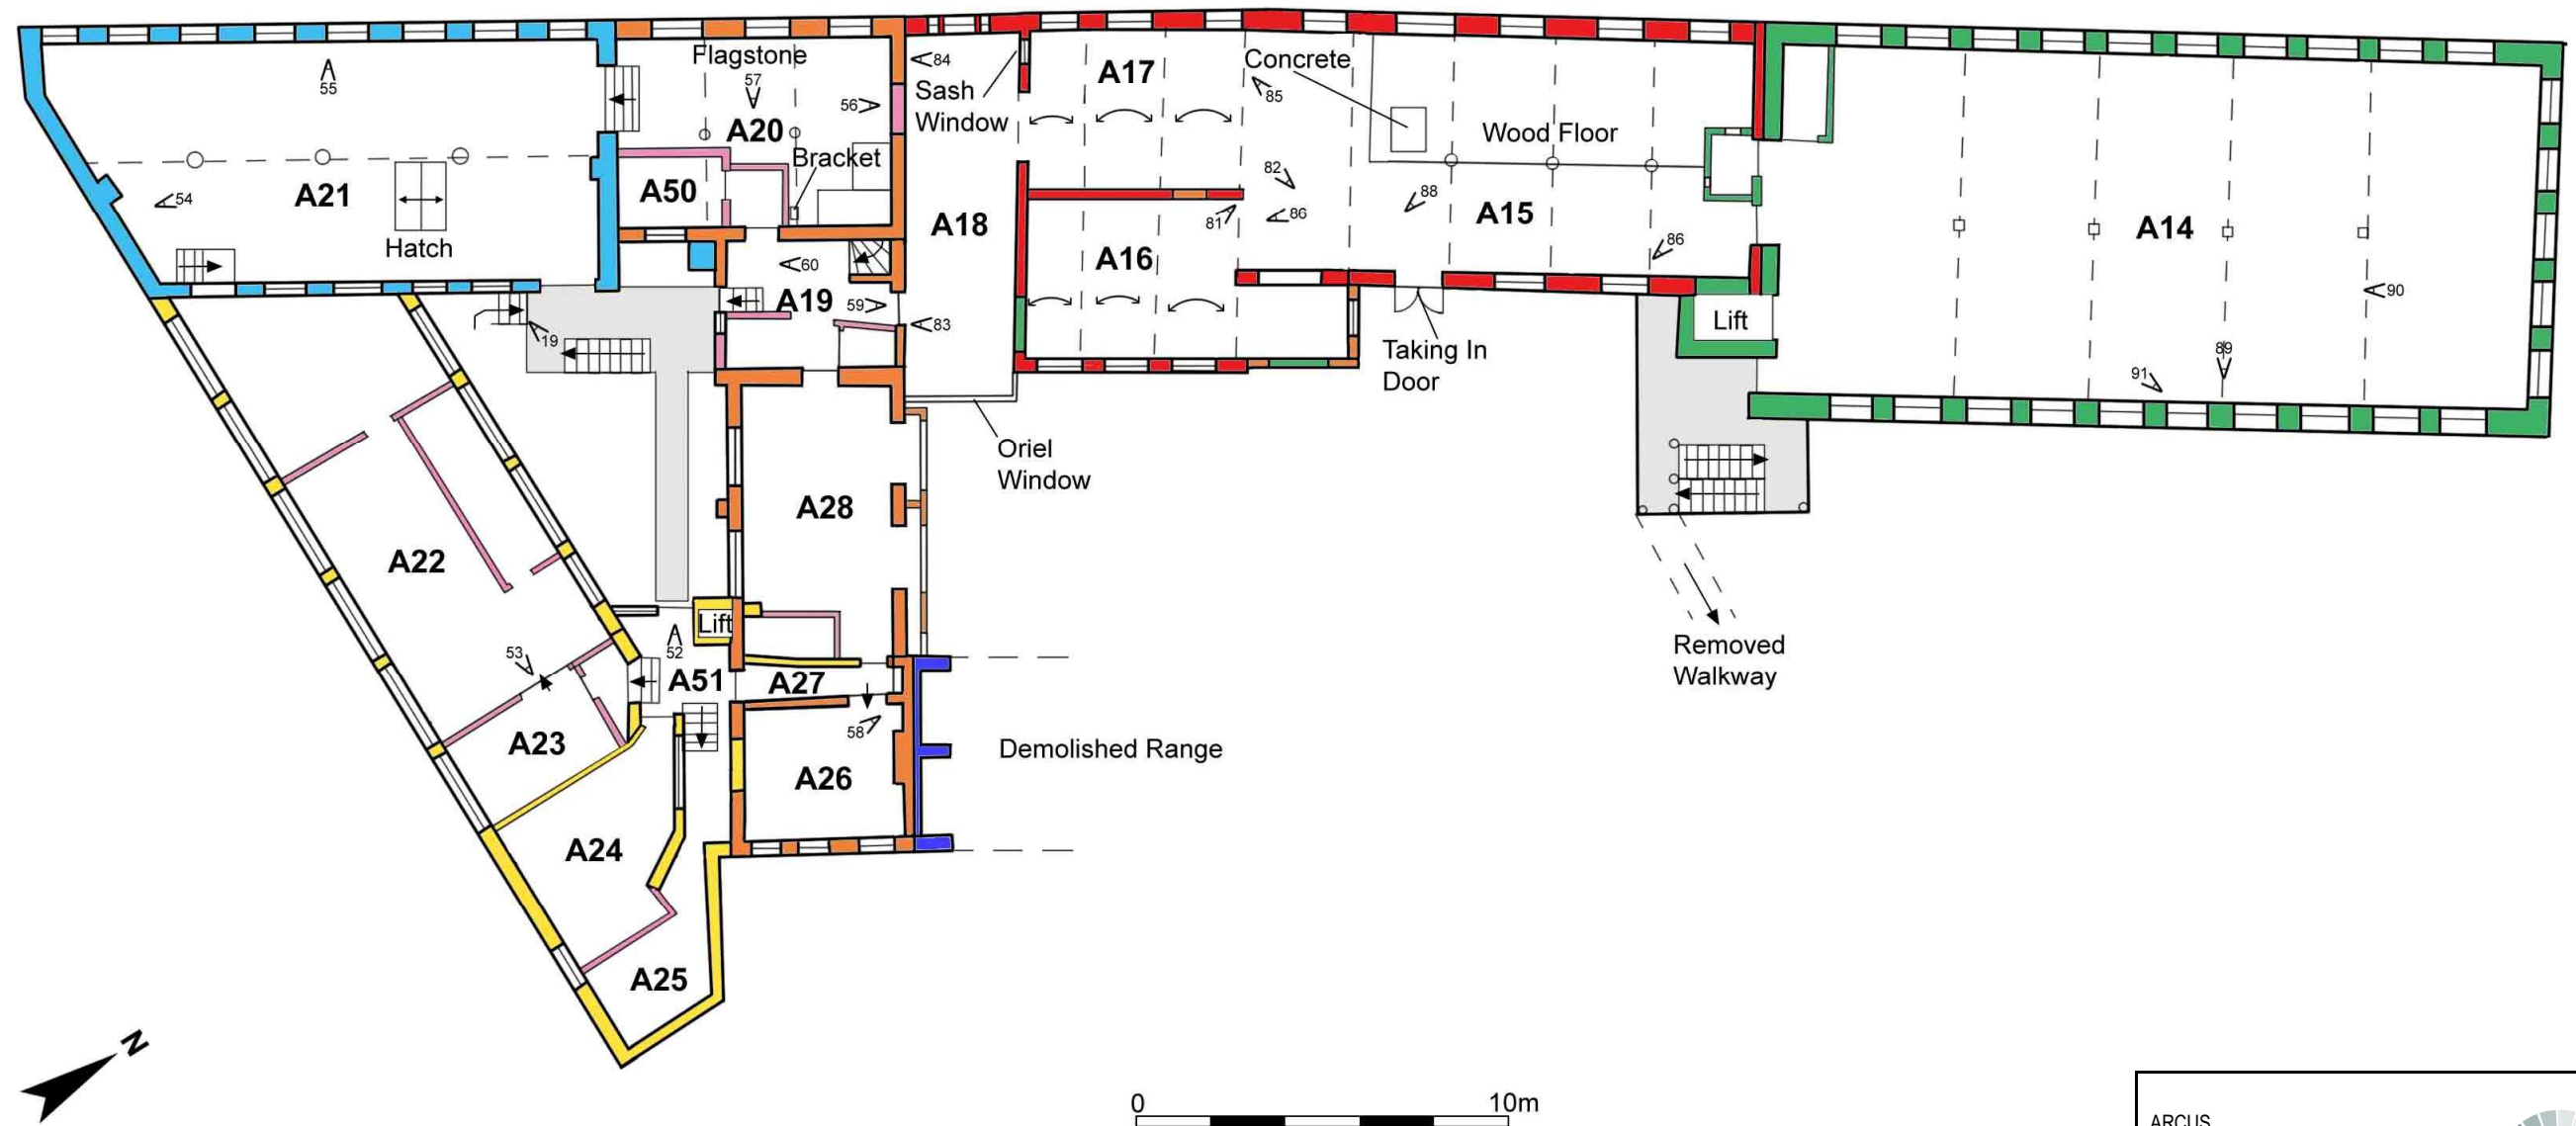 Flagstone
57
A20
56
Bracket
A50
55
54
A21
Hatch
84
Sash
Window
A17
Concrete
85
Wood Floor
82
88
A18
81
86
A15
86
A16
A14
90
89
91
60
A19
59
83
19
Lift
Taking In
Door
Oriel
Window
A28
A22
Lift
52
53
A51
A27
58
A23
A26
A24
A25
Demolished Range
Removed
Walkway
N
0
10m
ARCUS